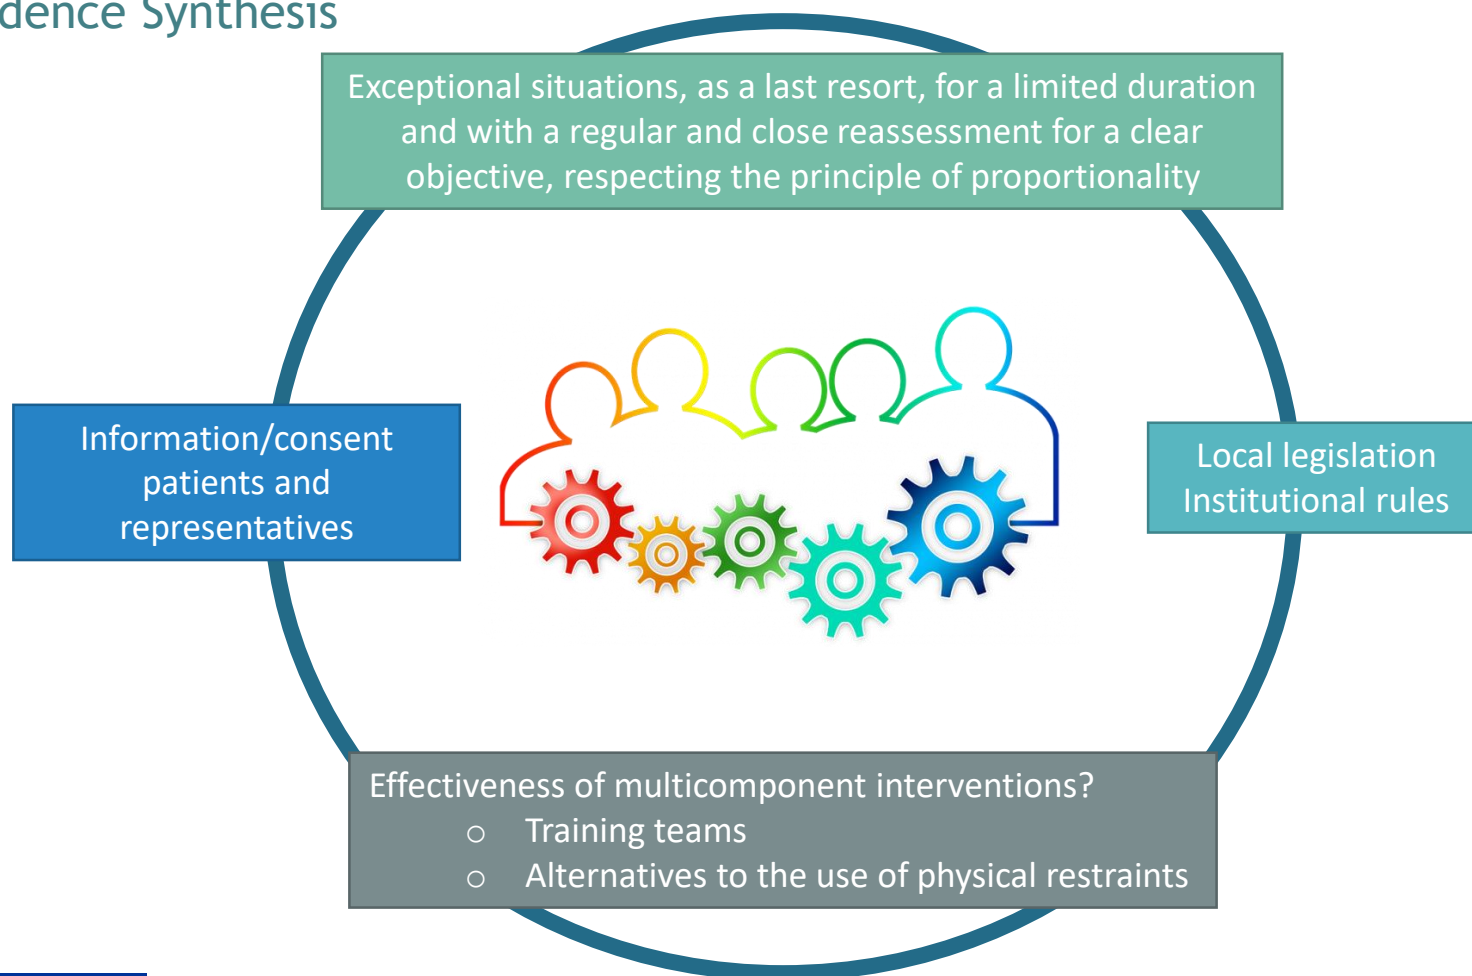 Synthesis
Exceptional situations, as a last resort, for a limited duration
and with a regular and close reassessment for a clear
objective, respecting the principle of proportionality
Information/consent
patients and
representatives
Local legislation
Institutional rules
Effectiveness of multicomponent interventions?
o Training teams
o Alternatives to the use of physical restraints